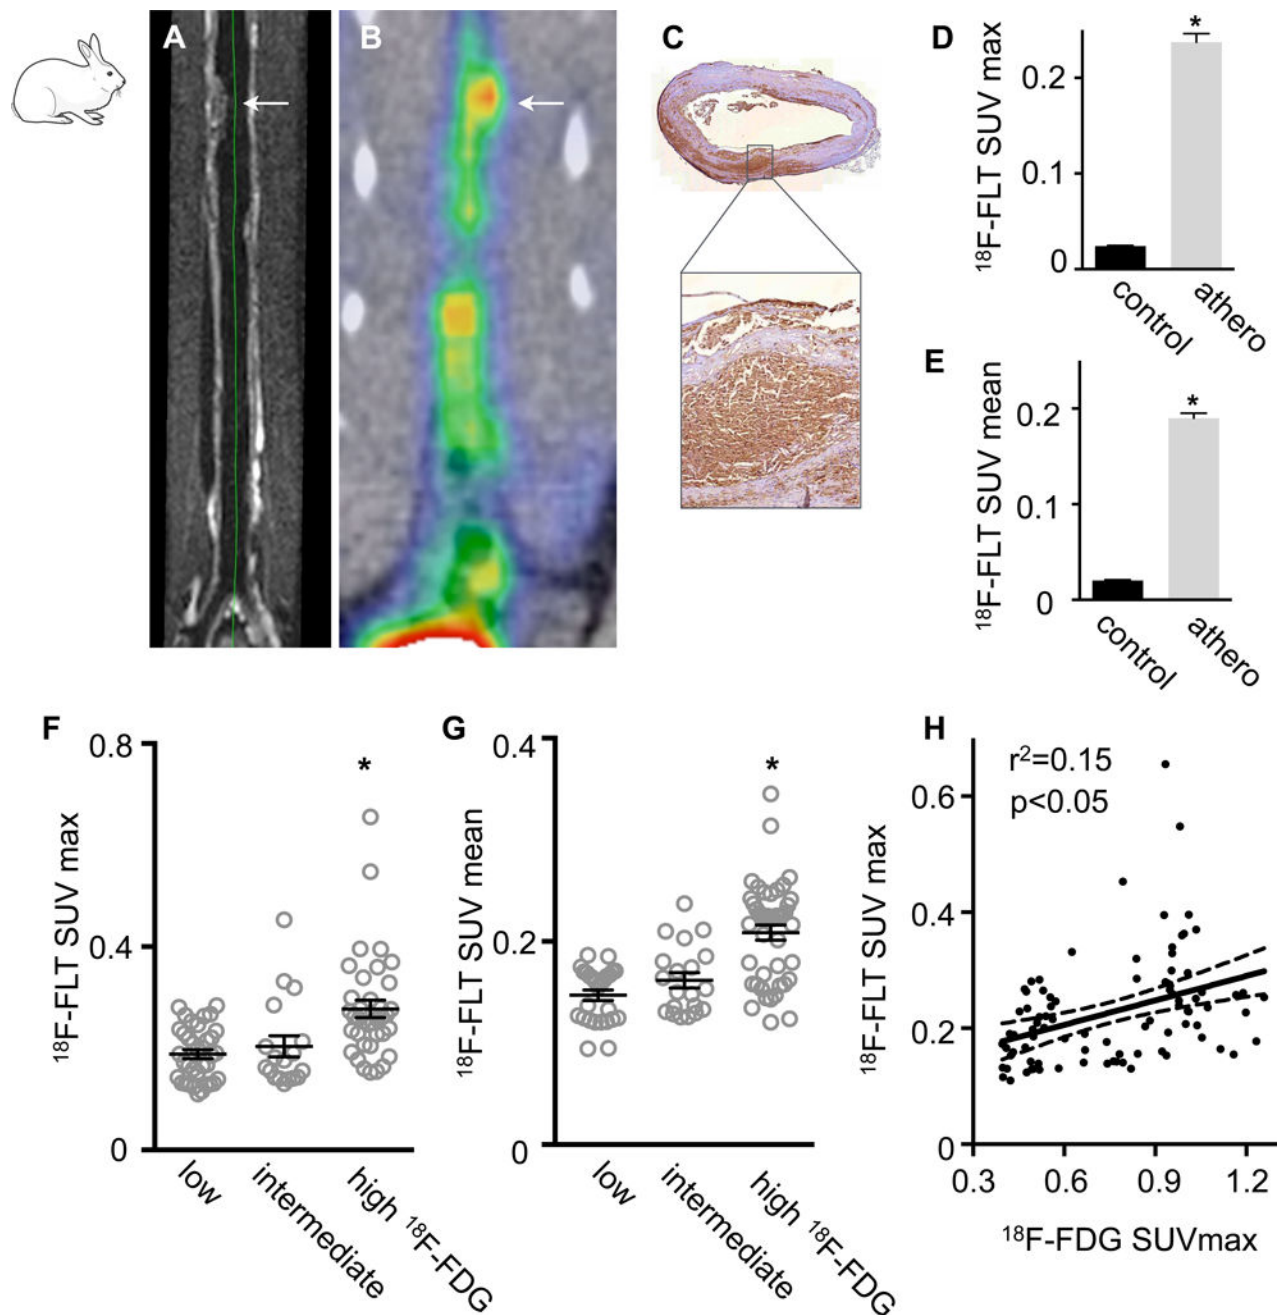 A
B
C
D
¹⁸F-FLT SUV max
0.2
0.1
0
*
control
athero
E
¹⁸F-FLT SUV mean
0.2
0.1
0
*
control
athero
F
¹⁸F-FLT SUV max
0.8
0.4
0
*
low
intermediate
high ¹⁸F-FDG
G
¹⁸F-FLT SUV mean
0.4
0.2
0
*
low
intermediate
high ¹⁸F-FDG
H
r²=0.15
p<0.05
¹⁸F-FLT SUV max
0.6
0.4
0.2
0
0.3
0.6
0.9
1.2
¹⁸F-FDG SUVmax